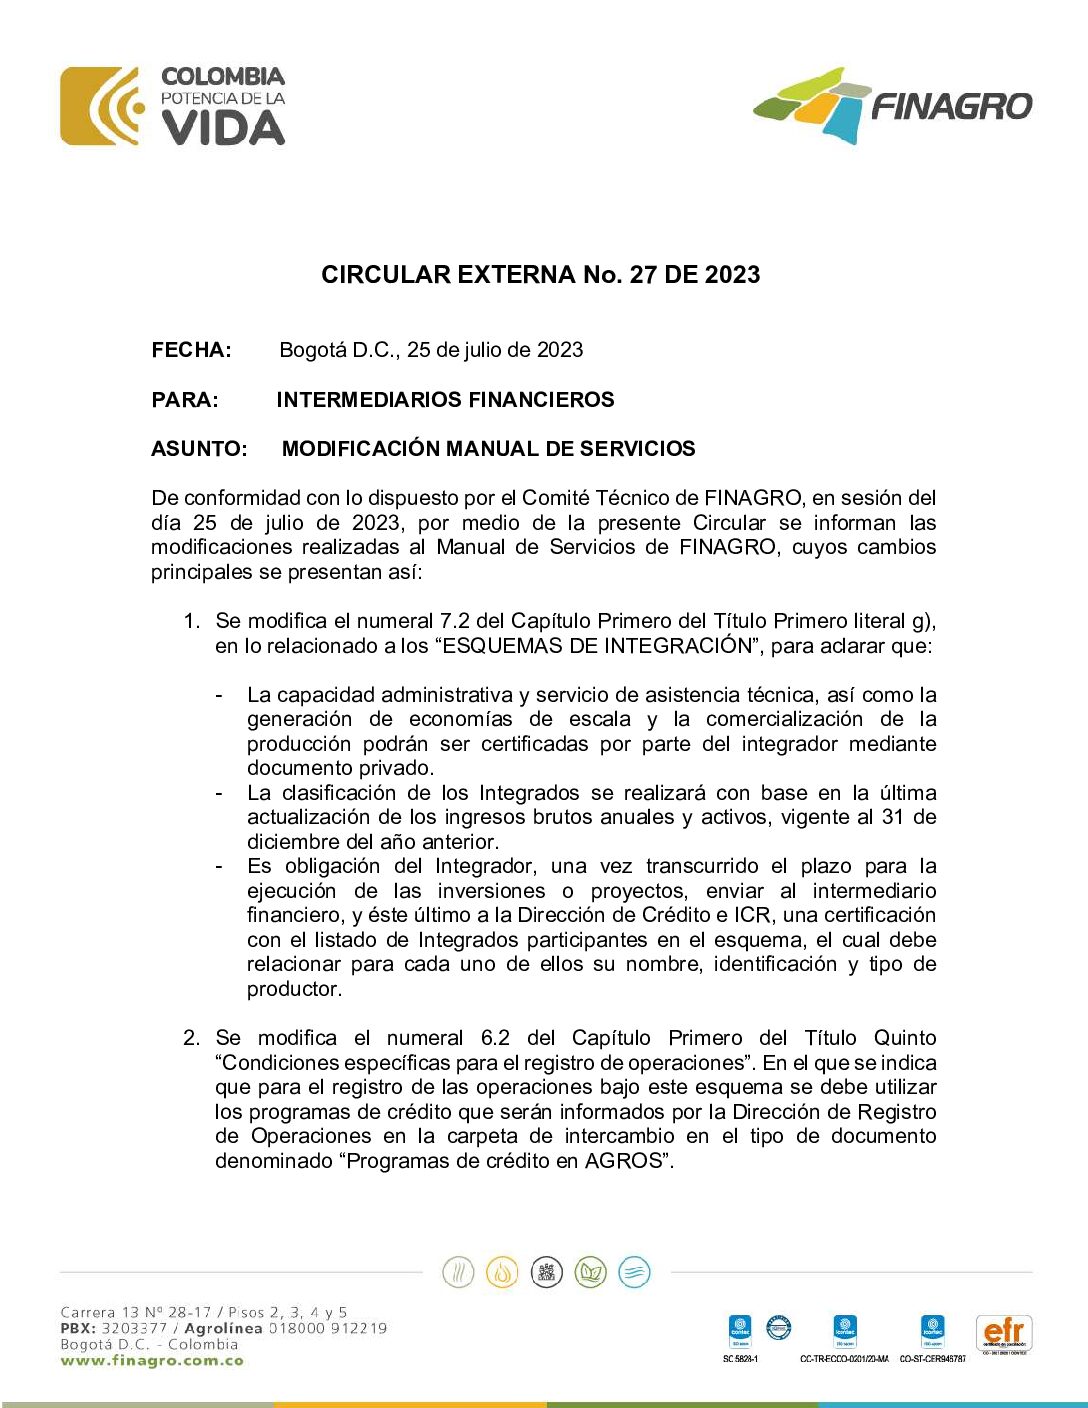 COLOMBIA
POTENCIA DE LA
VIDA
FINAGRO
CIRCULAR EXTERNA No. 27 DE 2023
FECHA: Bogotá D.C., 25 de julio de 2023
PARA: INTERMEDIARIOS FINANCIEROS
ASUNTO: MODIFICACIÓN MANUAL DE SERVICIOS
De conformidad con lo dispuesto por el Comité Técnico de FINAGRO, en sesión del
día 25 de julio de 2023, por medio de la presente Circular se informan las
modificaciones realizadas al Manual de Servicios de FINAGRO, cuyos cambios
principales se presentan así:
1. Se modifica el numeral 7.2 del Capítulo Primero del Título Primero literal g),
en lo relacionado a los “ESQUEMAS DE INTEGRACIÓN”, para aclarar que:
- La capacidad administrativa y servicio de asistencia técnica, así como la
generación de economías de escala y la comercialización de la
producción podrán ser certificadas por parte del integrador mediante
documento privado.
- La clasificación de los Integrados se realizará con base en la última
actualización de los ingresos brutos anuales y activos, vigente al 31 de
diciembre del año anterior.
- Es obligación del Integrador, una vez transcurrido el plazo para la
ejecución de las inversiones o proyectos, enviar al intermediario
financiero, y éste último a la Dirección de Crédito e ICR, una certificación
con el listado de Integrados participantes en el esquema, el cual debe
relacionar para cada uno de ellos su nombre, identificación y tipo de
productor.
2. Se modifica el numeral 6.2 del Capítulo Primero del Título Quinto
“Condiciones específicas para el registro de operaciones”. En el que se indica
que para el registro de las operaciones bajo este esquema se debe utilizar
los programas de crédito que serán informados por la Dirección de Registro
de Operaciones en la carpeta de intercambio en el tipo de documento
denominado “Programas de crédito en AGROS”.
Carrera 13 Nº 28-17 / Pisos 2, 3, 4 y 5
PBX: 3203377 / Agrolínea 018000 912219
Bogotá D.C. - Colombia
www.finagro.com.co
icontec
icontec
icontec
efr
SC 5828-1
CC-TR-ECCO-0201/20-MA
CO-ST-CER946787